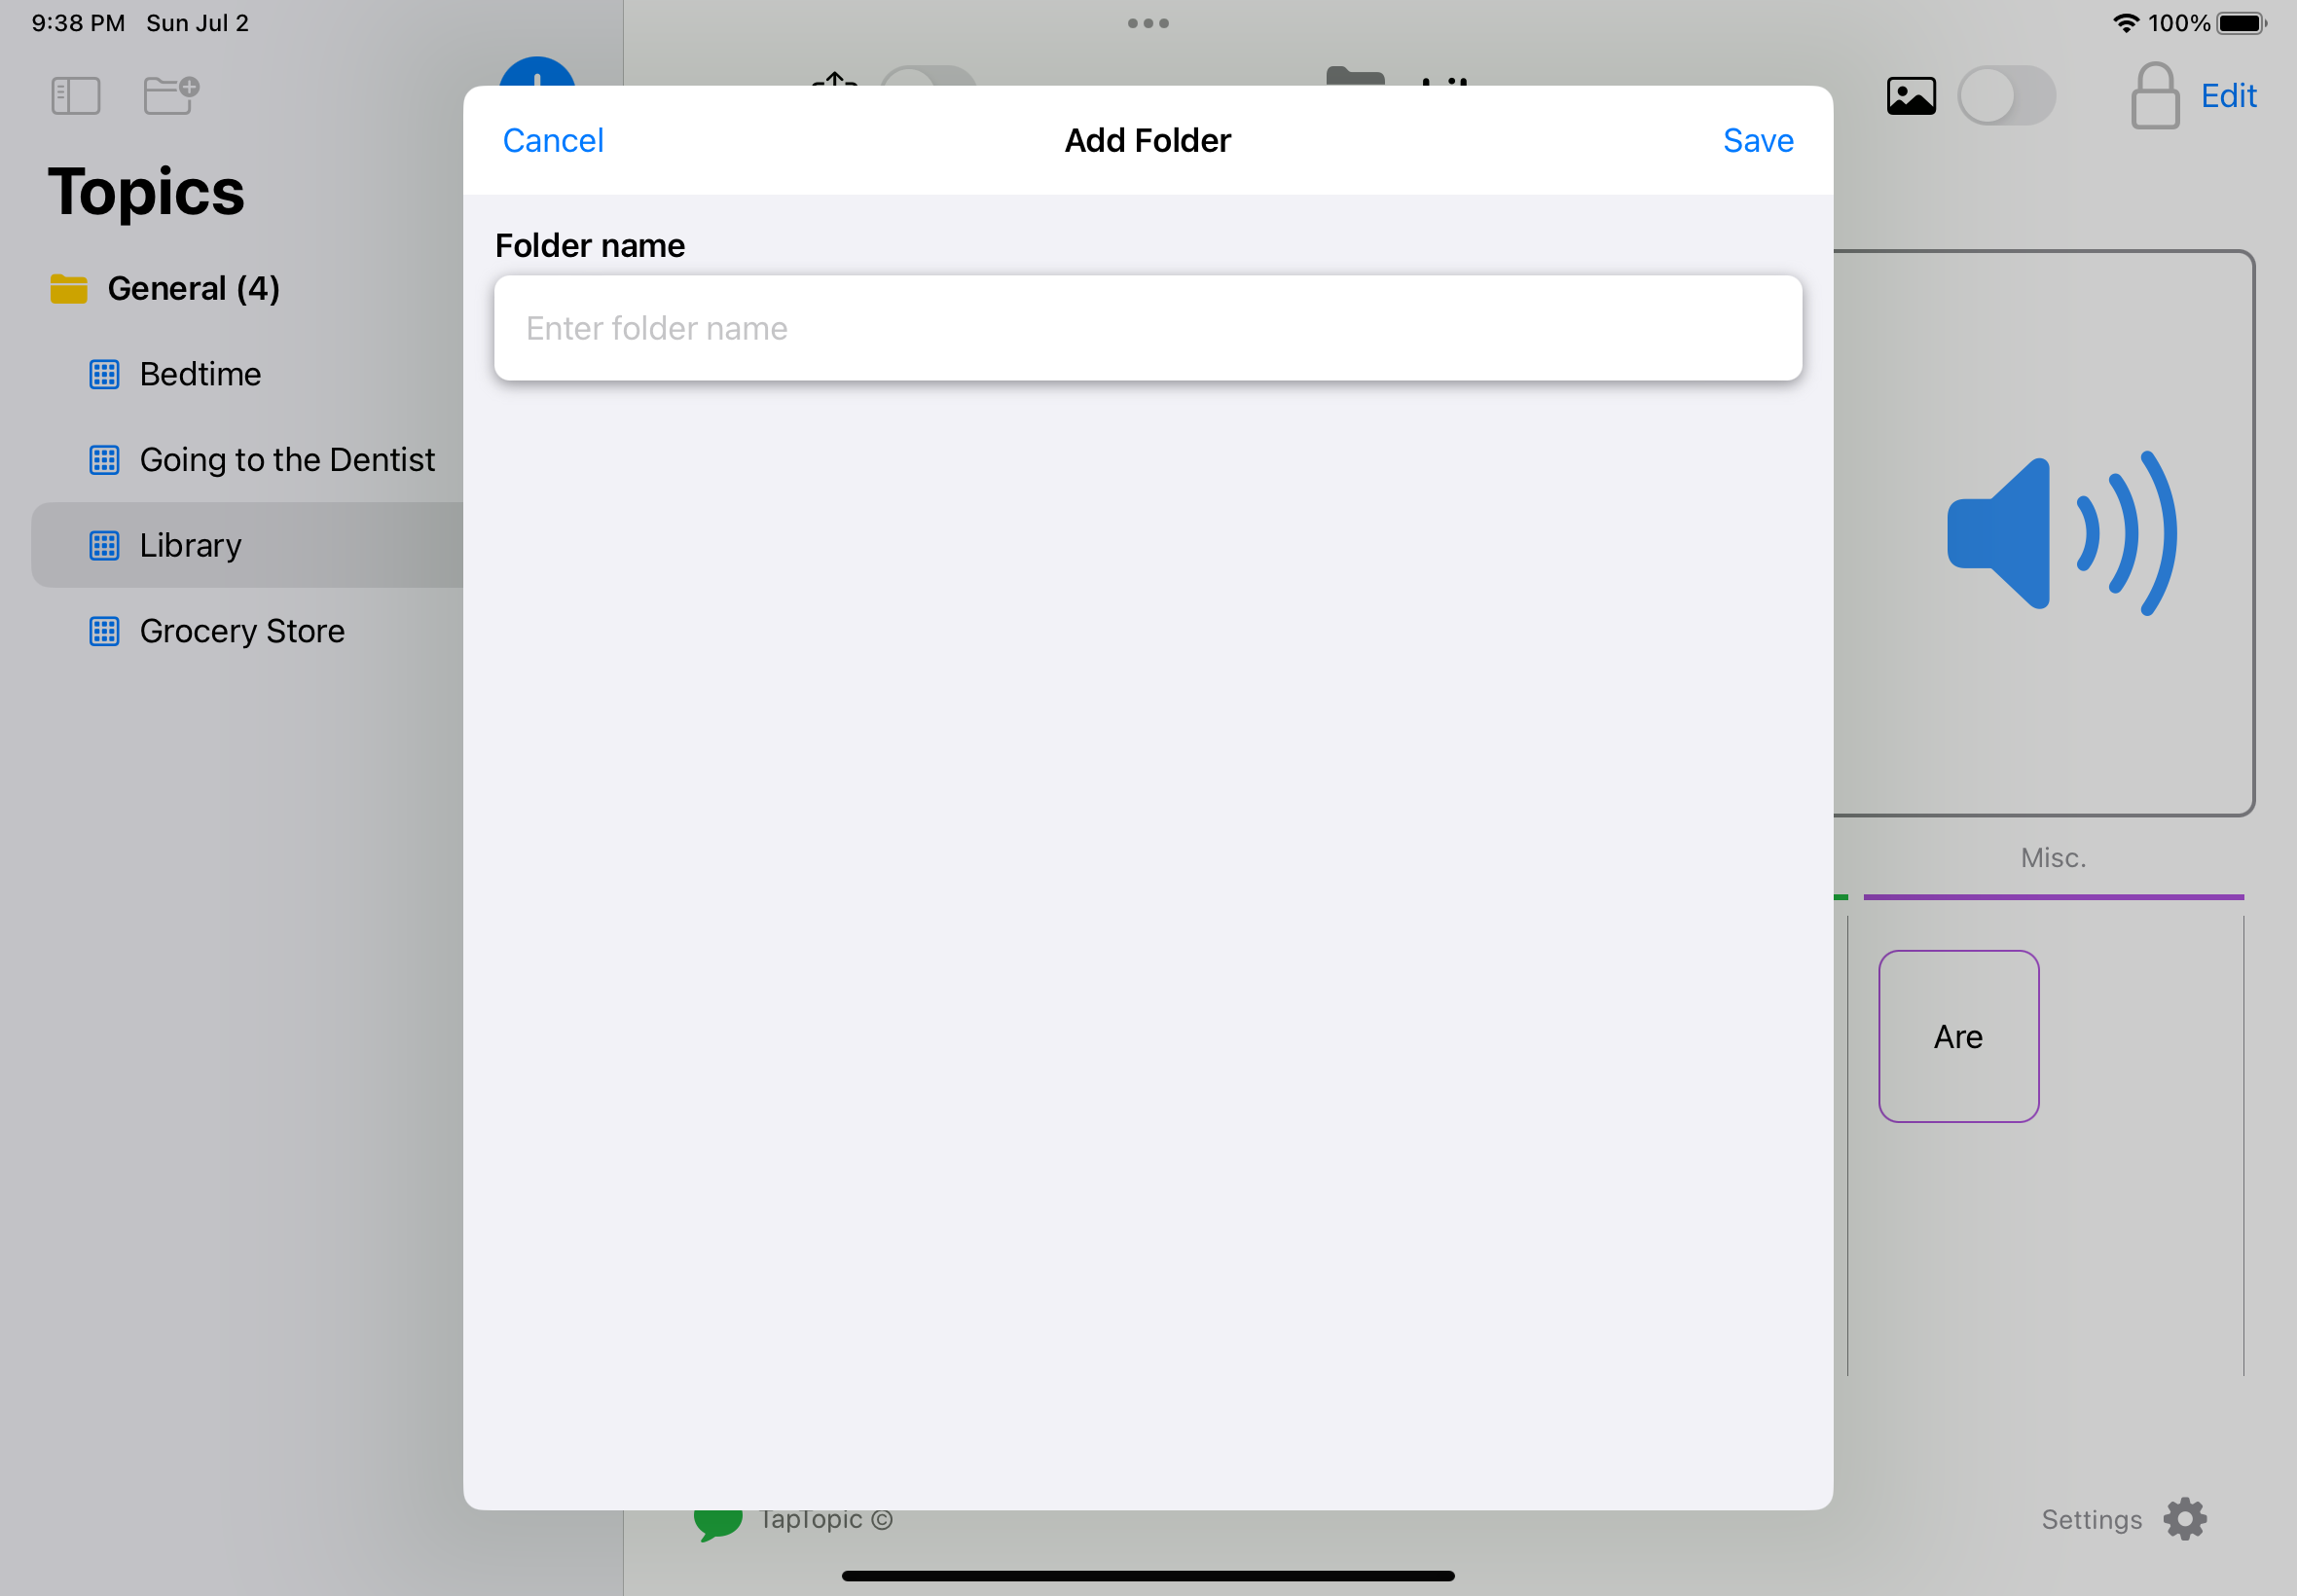 9:38 PM Sun Jul 2
100%
Edit
Cancel
Add Folder
Save
Topics
Folder name
Enter folder name
General (4)
Bedtime
Going to the Dentist
Library
Grocery Store
Misc.
Are
TapTopic ©
Settings